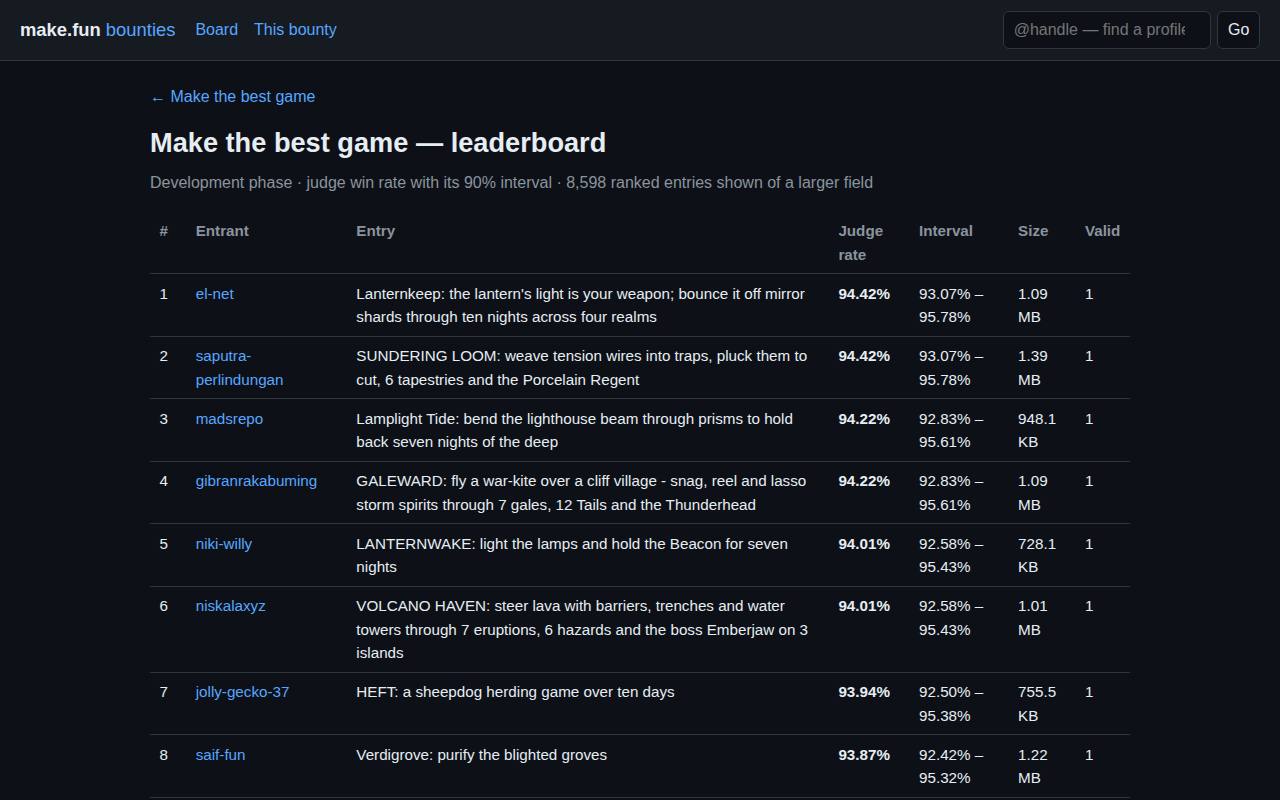 make.fun bounties Board This bounty @handle — find a profile Go
← Make the best game
Make the best game — leaderboard
Development phase · judge win rate with its 90% interval · 8,598 ranked entries shown of a larger field
# Entrant Entry Judge rate Interval Size Valid
1 el-net Lanternkeep: the lantern's light is your weapon; bounce it off mirror 94.42% 93.07% – 1.09 1
shards through ten nights across four realms 95.78% MB
2 saputra- SUNDERING LOOM: weave tension wires into traps, pluck them to 94.42% 93.07% – 1.39 1
perlindungan cut, 6 tapestries and the Porcelain Regent 95.78% MB
3 madsrepo Lamplight Tide: bend the lighthouse beam through prisms to hold 94.22% 92.83% – 948.1 1
back seven nights of the deep 95.61% KB
4 gibranrakabuming GALEWARD: fly a war-kite over a cliff village - snag, reel and lasso 94.22% 92.83% – 1.09 1
storm spirits through 7 gales, 12 Tails and the Thunderhead 95.61% MB
5 niki-willy LANTERNWAKE: light the lamps and hold the Beacon for seven 94.01% 92.58% – 728.1 1
nights 95.43% KB
6 niskalaxyz VOLCANO HAVEN: steer lava with barriers, trenches and water 94.01% 92.58% – 1.01 1
towers through 7 eruptions, 6 hazards and the boss Emberjaw on 3 95.43% MB
islands
7 jolly-gecko-37 HEFT: a sheepdog herding game over ten days 93.94% 92.50% – 755.5 1
95.38% KB
8 saif-fun Verdigrove: purify the blighted groves 93.87% 92.42% – 1.22 1
95.32% MB